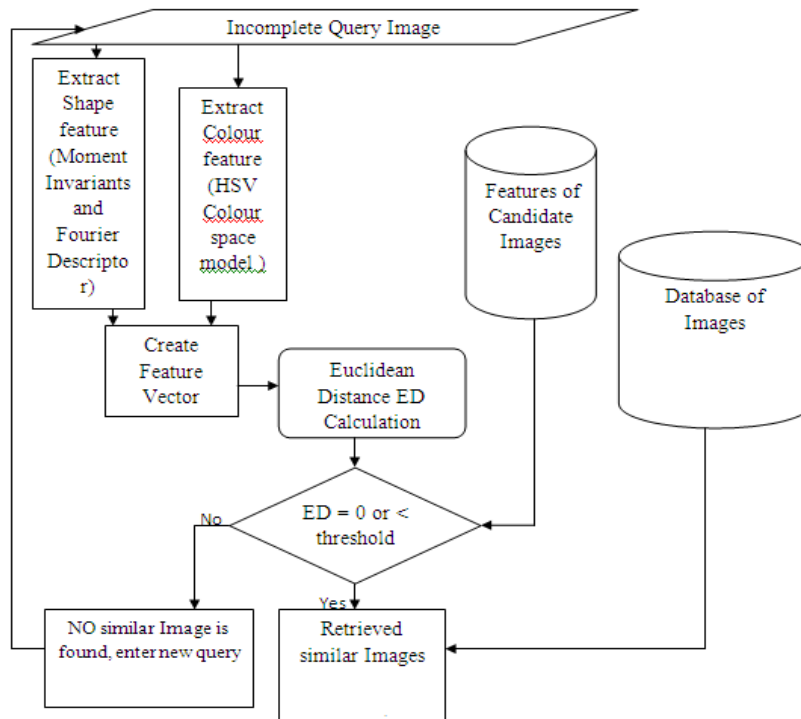 Incomplete Query Image
Extract
Shape
feature
(Moment
Invariants
and
Fourier
Descripto
r)
Extract
Colour
feature
(HSV
Colour
space
model )
Features of
Candidate
Images
Database of
Images
Create
Feature
Vector
Euclidean
Distance ED
Calculation
ED = 0 or <
threshold
No
Yes
NO similar Image is
found, enter new query
Retrieved
similar Images